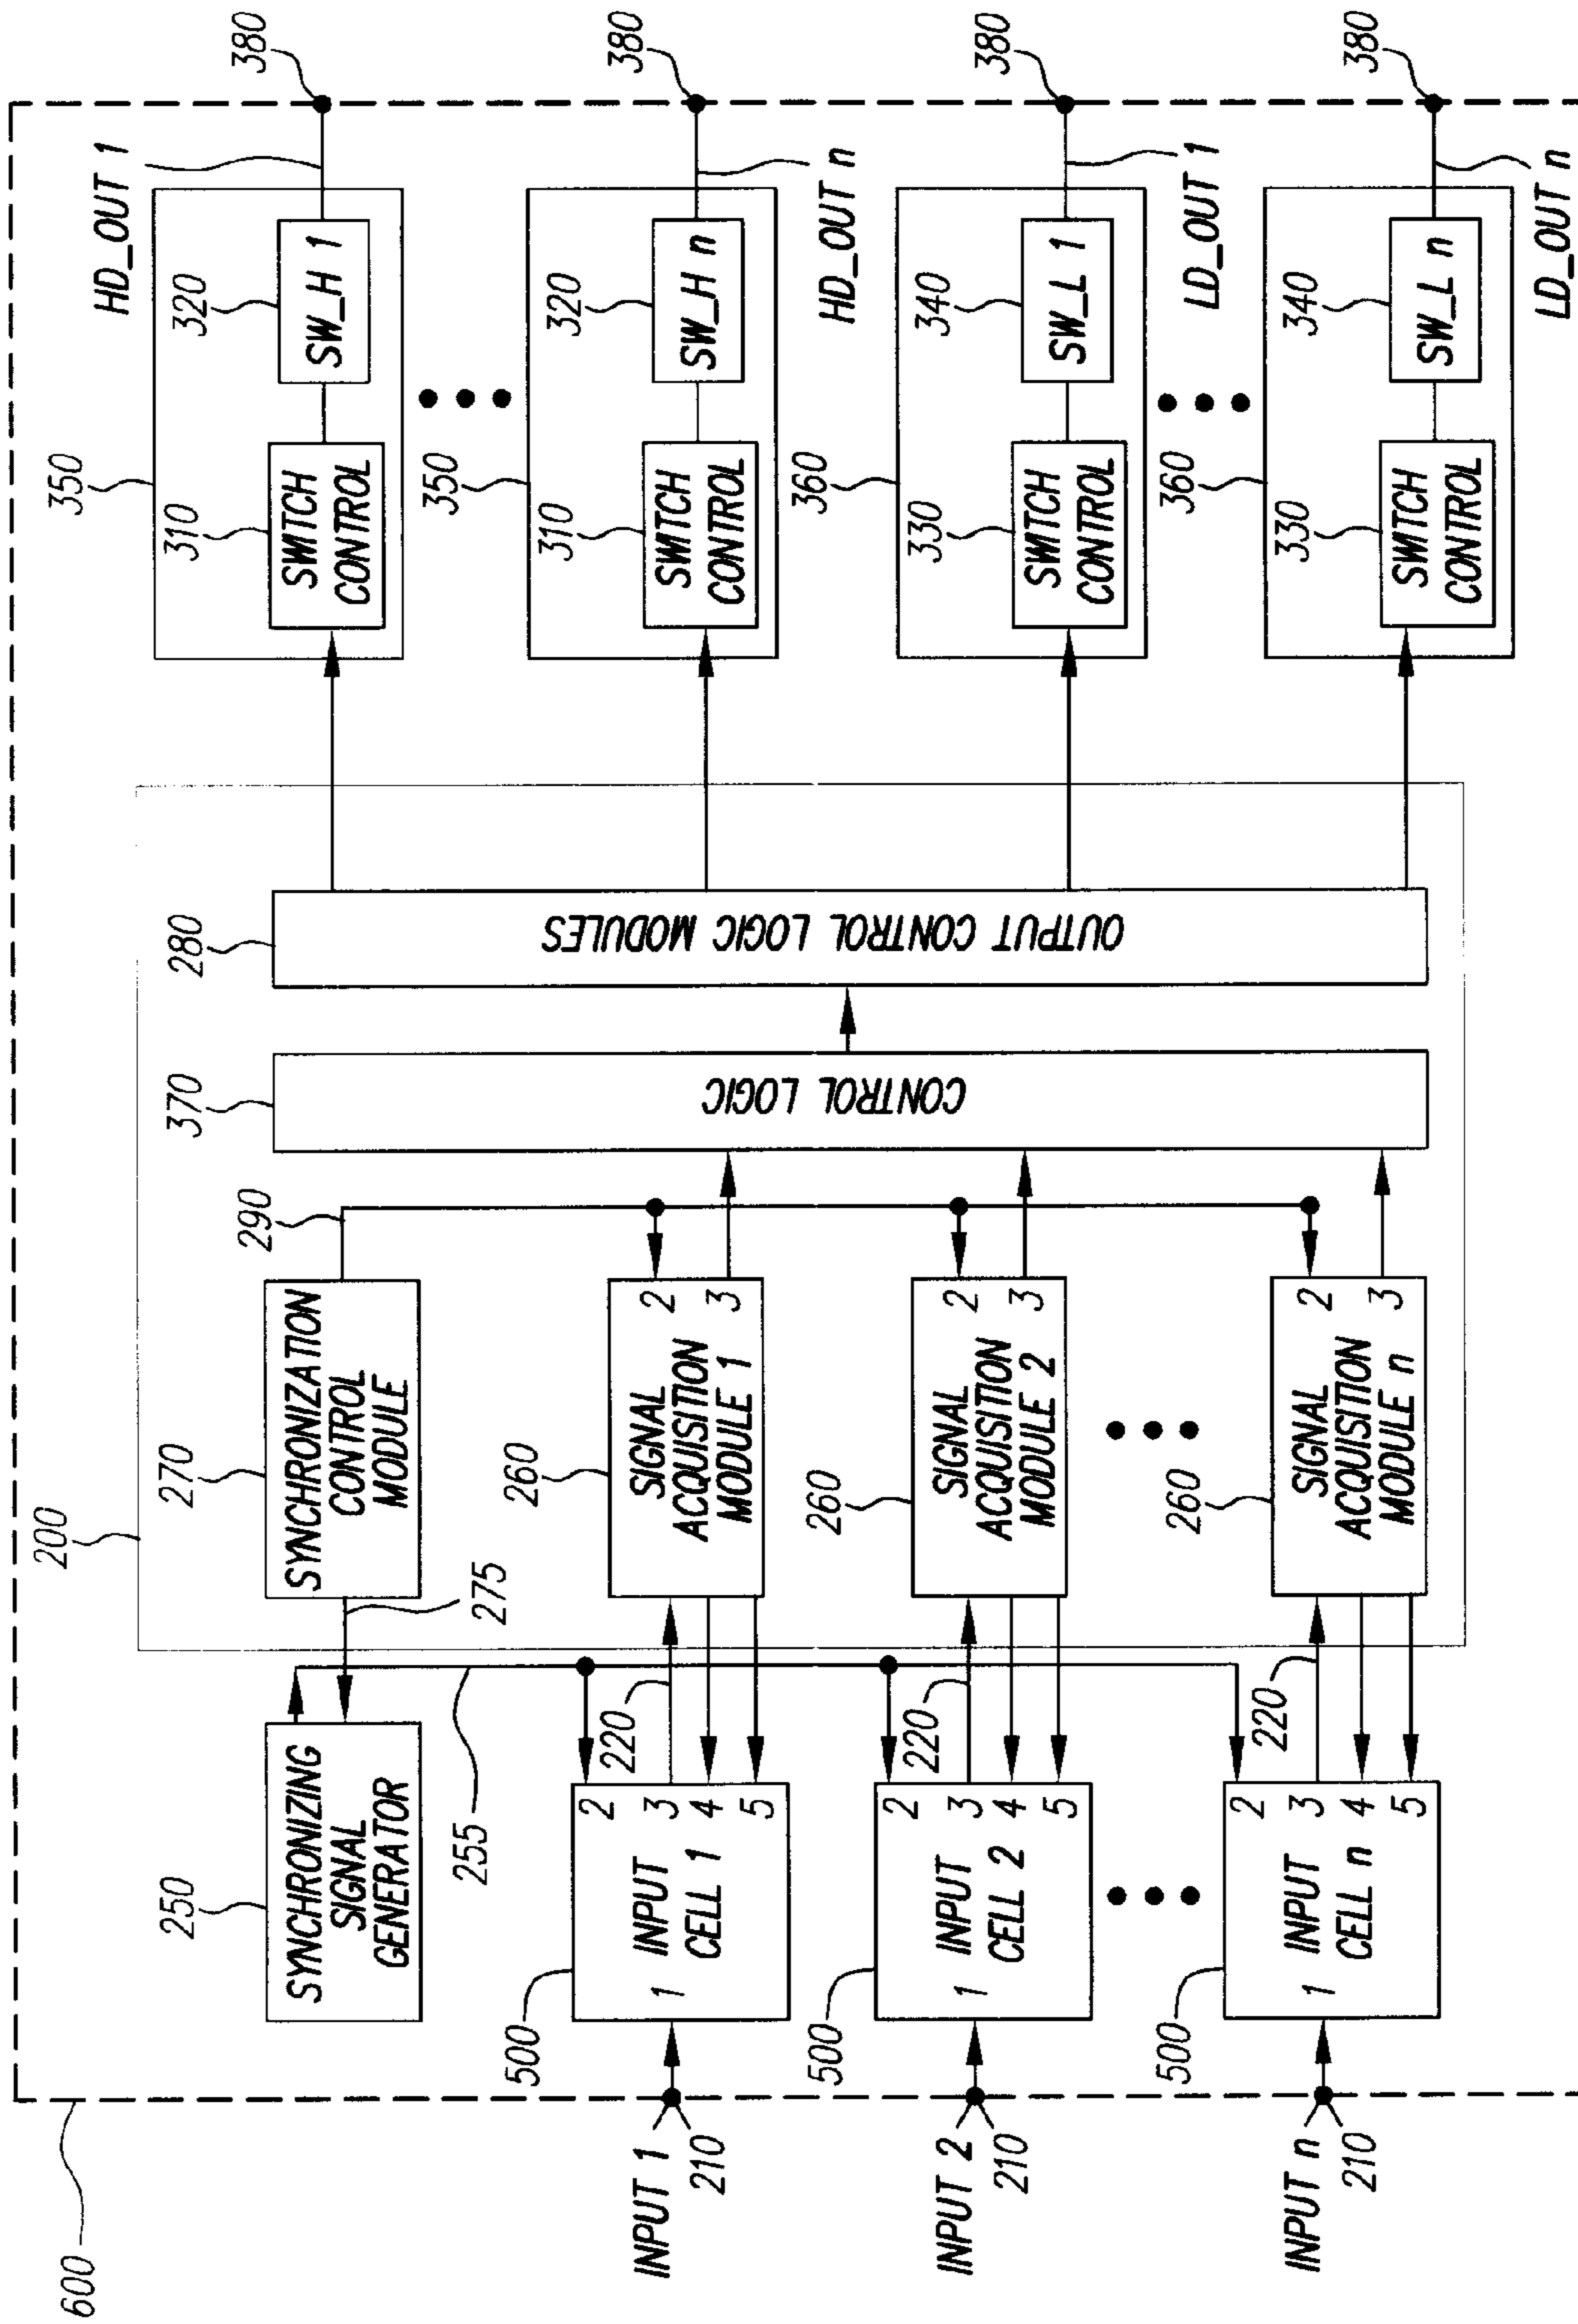 600
200
250
SYNCHRONIZING
SIGNAL
GENERATOR
270
SYNCHRONIZATION
CONTROL
MODULE
275
255
290
370
CONTROL LOGIC
280
OUTPUT CONTROL LOGIC MODULES
INPUT 1
210
500
1
INPUT
CELL 1
2
3
4
5
220
260
SIGNAL
ACQUISITION
MODULE 1
2
3
INPUT 2
210
500
1
INPUT
CELL 2
2
3
4
5
220
260
SIGNAL
ACQUISITION
MODULE 2
2
3
INPUT n
210
500
1
INPUT
CELL n
2
3
4
5
220
260
SIGNAL
ACQUISITION
MODULE n
2
3
350
310
SWITCH
CONTROL
320
SW_H 1
HD_OUT 1
380
350
310
SWITCH
CONTROL
320
SW_H n
HD_OUT n
380
360
330
SWITCH
CONTROL
340
SW_L 1
LD_OUT 1
380
360
330
SWITCH
CONTROL
340
SW_L n
LD_OUT n
380